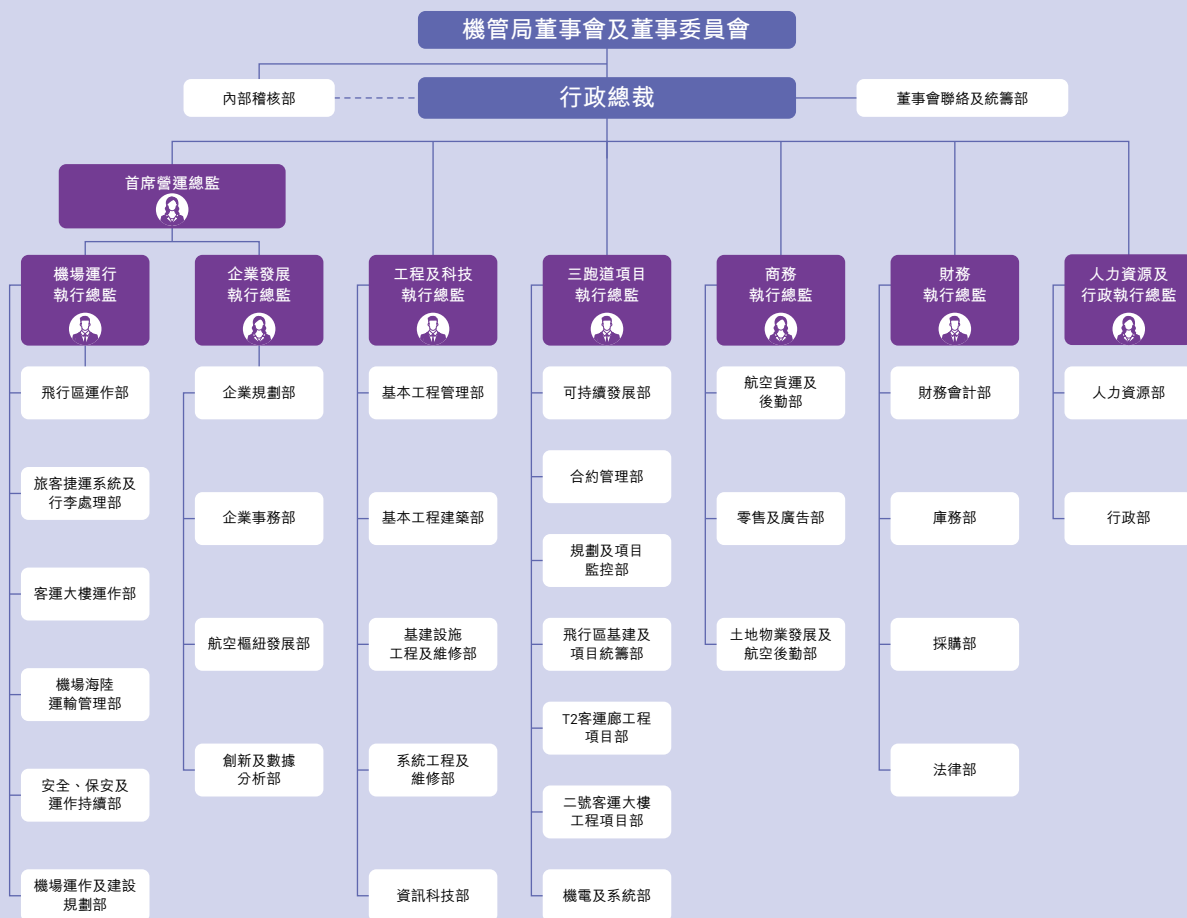 機管局董事會及董事委員會
內部稽核部
行政總裁
董事會聯絡及統籌部
首席營運總監
機場運行
執行總監
企業發展
執行總監
工程及科技
執行總監
三跑道項目
執行總監
商務
執行總監
財務
執行總監
人力資源及
行政執行總監
飛行區運作部
旅客捷運系統及
行李處理部
客運大樓運作部
機場海陸
運輸管理部
安全、保安及
運作持續部
機場運作及建設
規劃部
企業規劃部
企業事務部
航空樞紐發展部
創新及數據
分析部
基本工程管理部
基本工程建築部
基建設施
工程及維修部
系統工程及
維修部
資訊科技部
可持續發展部
合約管理部
規劃及項目
監控部
飛行區基建及
項目統籌部
T2客運廊工程
項目部
二號客運大樓
工程項目部
機電及系統部
航空貨運及
後勤部
零售及廣告部
土地物業發展及
航空後勤部
財務會計部
庫務部
採購部
法律部
人力資源部
行政部